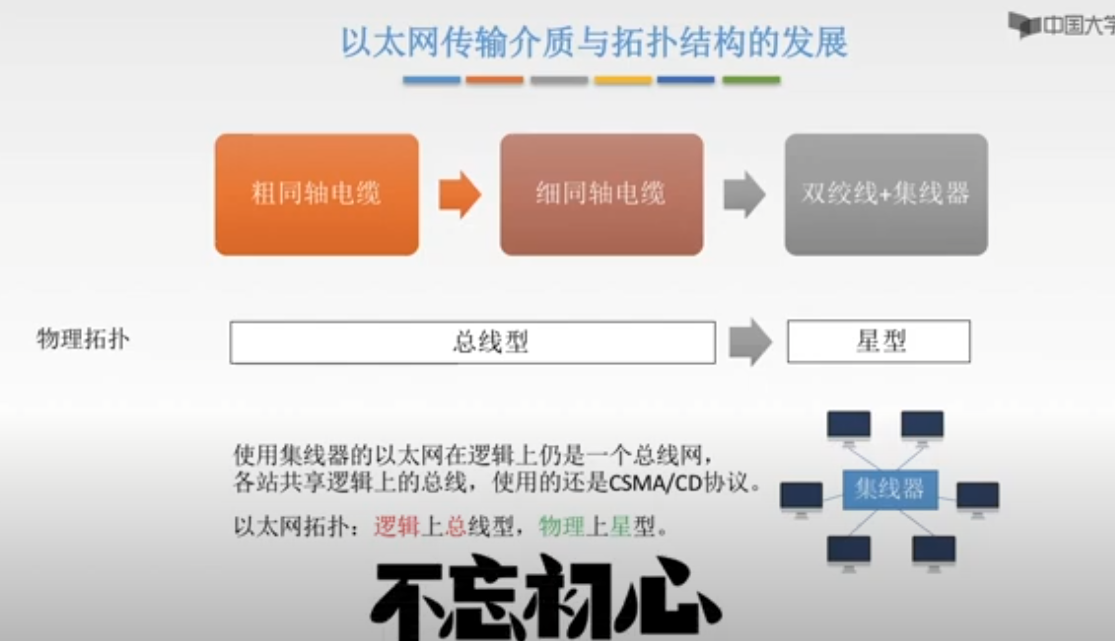 以太网传输介质与拓扑结构的发展
中国大学
粗同轴电缆
细同轴电缆
双绞线+集线器
物理拓扑
总线型
星型
使用集线器的以太网在逻辑上仍是一个总线网，
各站共享逻辑上的总线，使用的还是CSMA/CD协议。
以太网拓扑：逻辑上总线型，物理上星型。
集线器
不忘初心